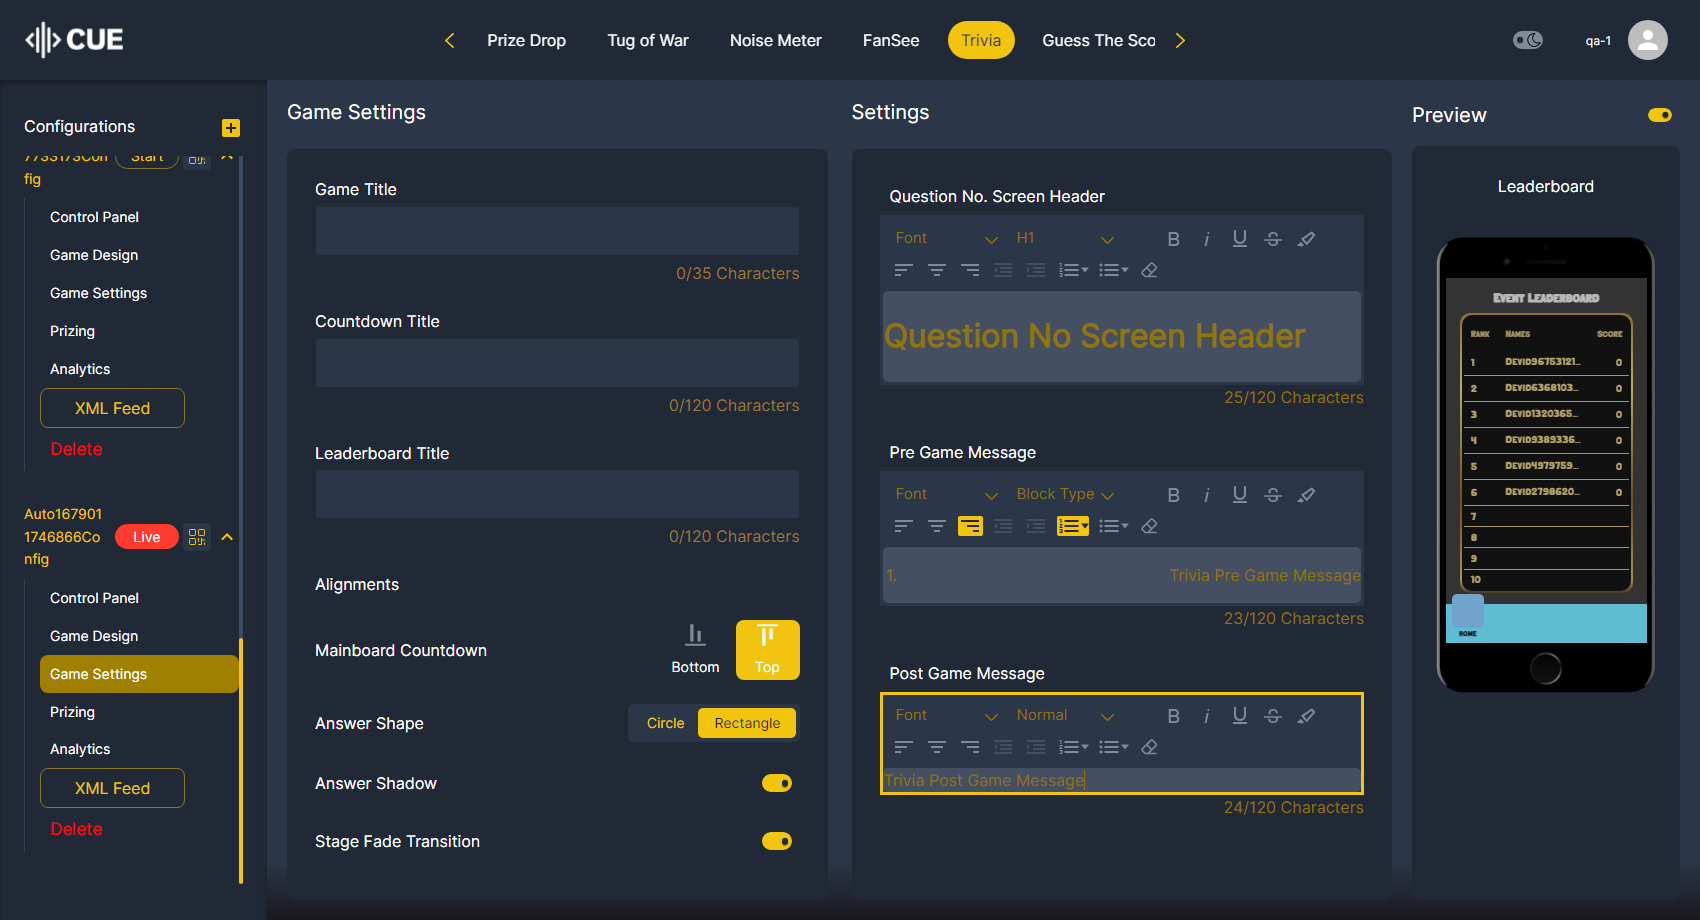 CUE
Prize Drop
Tug of War
Noise Meter
FanSee
Trivia
Guess The Sco
qa-1
Configurations
773317SCon
Start
fig
Control Panel
Game Design
Game Settings
Prizing
Analytics
XML Feed
Delete
Auto167901
1746866Co
nfig
Live
Control Panel
Game Design
Game Settings
Prizing
Analytics
XML Feed
Delete
Game Settings
Game Title
0/35 Characters
Countdown Title
0/120 Characters
Leaderboard Title
0/120 Characters
Alignments
Mainboard Countdown
Bottom
Top
Answer Shape
Circle
Rectangle
Answer Shadow
Stage Fade Transition
Settings
Question No. Screen Header
Font
H1
B i U S
Question No Screen Header
25/120 Characters
Pre Game Message
Font
Block Type
B i U S
1. Trivia Pre Game Message
23/120 Characters
Post Game Message
Font
Normal
B i U S
Trivia Post Game Message
24/120 Characters
Preview
Leaderboard
Event Leaderboard
Rank Names Score
1 Devid96753121... 0
2 Devid6368103... 0
3 Devid1320365... 0
4 Devid9389336... 0
5 Devid4979759... 0
6 Devid2798620... 0
7
8
9
10
HOME